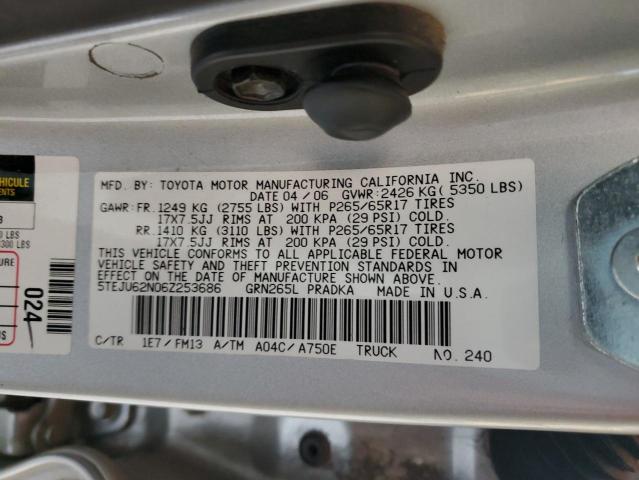 MFD. BY: TOYOTA MOTOR MANUFACTURING CALIFORNIA INC.
DATE 04/06 GVWR:2426 KG( 5350 LBS)
GAWR: FR. 1249 KG (2755 LBS) WITH P265/65R17 TIRES
17X7.5JJ RIMS AT 200 KPA (29 PSI) COLD.
RR. 1410 KG (3110 LBS) WITH P265/65R17 TIRES
17X7.5JJ RIMS AT 200 KPA (29 PSI) COLD.
THIS VEHICLE CONFORMS TO ALL APPLICABLE FEDERAL MOTOR
VEHICLE SAFETY AND THEFT PREVENTION STANDARDS IN
EFFECT ON THE DATE OF MANUFACTURE SHOWN ABOVE.
5TEJU62N06Z253686 GRN265L PRADKA MADE IN U.S.A.
C/TR 1E7/FM13 A/TM A04C/A750E TRUCK NO. 240
VEHICULE
LBS
300 LBS
024